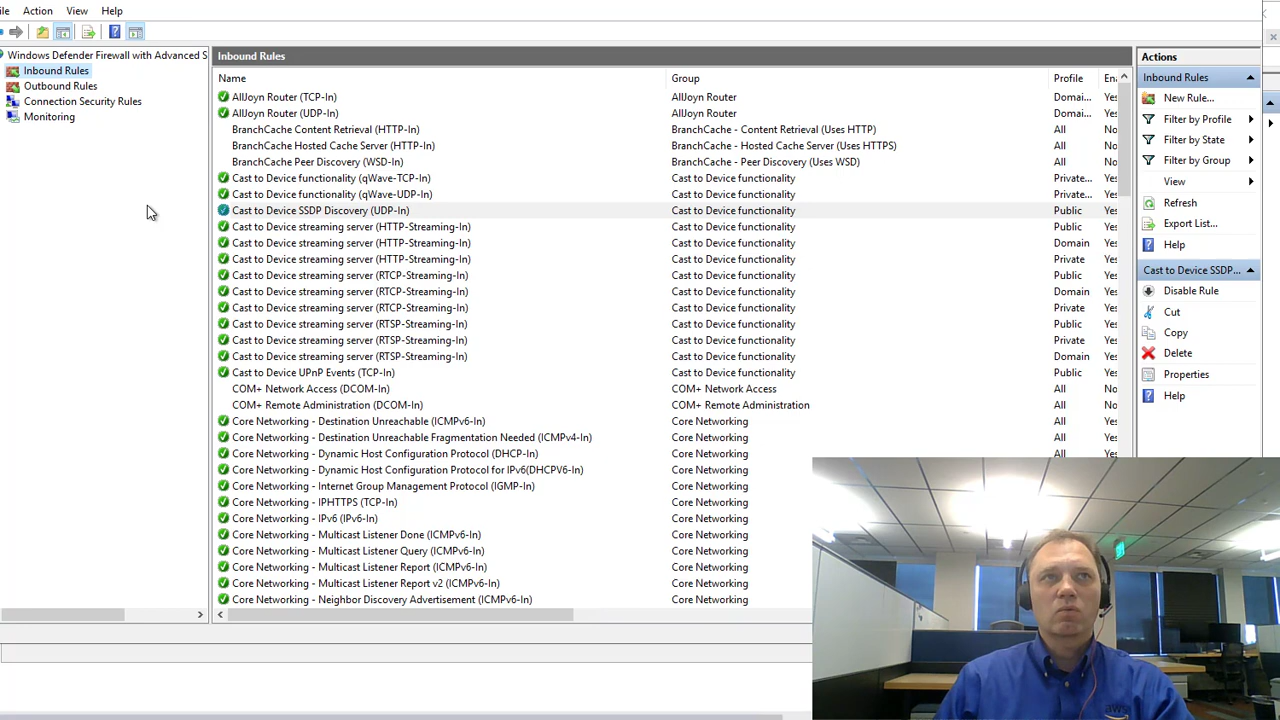 ile Action View Help
Windows Defender Firewall with Advanced S
Inbound Rules
Outbound Rules
Connection Security Rules
Monitoring
Inbound Rules
Name Group Profile Ena
AllJoyn Router (TCP-In) AllJoyn Router Domai... Yes
AllJoyn Router (UDP-In) AllJoyn Router Domai... Yes
BranchCache Content Retrieval (HTTP-In) BranchCache - Content Retrieval (Uses HTTP) All No
BranchCache Hosted Cache Server (HTTP-In) BranchCache - Hosted Cache Server (Uses HTTPS) All No
BranchCache Peer Discovery (WSD-In) BranchCache - Peer Discovery (Uses WSD) All No
Cast to Device functionality (qWave-TCP-In) Cast to Device functionality Private... Yes
Cast to Device functionality (qWave-UDP-In) Cast to Device functionality Private... Yes
Cast to Device SSDP Discovery (UDP-In) Cast to Device functionality Public Yes
Cast to Device streaming server (HTTP-Streaming-In) Cast to Device functionality Public Yes
Cast to Device streaming server (HTTP-Streaming-In) Cast to Device functionality Domain Yes
Cast to Device streaming server (HTTP-Streaming-In) Cast to Device functionality Private Yes
Cast to Device streaming server (RTCP-Streaming-In) Cast to Device functionality Public Yes
Cast to Device streaming server (RTCP-Streaming-In) Cast to Device functionality Domain Yes
Cast to Device streaming server (RTCP-Streaming-In) Cast to Device functionality Private Yes
Cast to Device streaming server (RTSP-Streaming-In) Cast to Device functionality Public Yes
Cast to Device streaming server (RTSP-Streaming-In) Cast to Device functionality Private Yes
Cast to Device streaming server (RTSP-Streaming-In) Cast to Device functionality Domain Yes
Cast to Device UPnP Events (TCP-In) Cast to Device functionality Public Yes
COM+ Network Access (DCOM-In) COM+ Network Access All No
COM+ Remote Administration (DCOM-In) COM+ Remote Administration All No
Core Networking - Destination Unreachable (ICMPv6-In) Core Networking All Yes
Core Networking - Destination Unreachable Fragmentation Needed (ICMPv4-In) Core Networking All Yes
Core Networking - Dynamic Host Configuration Protocol (DHCP-In) Core Networking All Yes
Core Networking - Dynamic Host Configuration Protocol for IPv6(DHCPV6-In) Core Networking
Core Networking - Internet Group Management Protocol (IGMP-In) Core Networking
Core Networking - IPHTTPS (TCP-In) Core Networking
Core Networking - IPv6 (IPv6-In) Core Networking
Core Networking - Multicast Listener Done (ICMPv6-In) Core Networking
Core Networking - Multicast Listener Query (ICMPv6-In) Core Networking
Core Networking - Multicast Listener Report (ICMPv6-In) Core Networking
Core Networking - Multicast Listener Report v2 (ICMPv6-In) Core Networking
Core Networking - Neighbor Discovery Advertisement (ICMPv6-In) Core Networking
Actions
Inbound Rules
New Rule...
Filter by Profile
Filter by State
Filter by Group
View
Refresh
Export List...
Help
Cast to Device SSDP...
Disable Rule
Cut
Copy
Delete
Properties
Help
aws